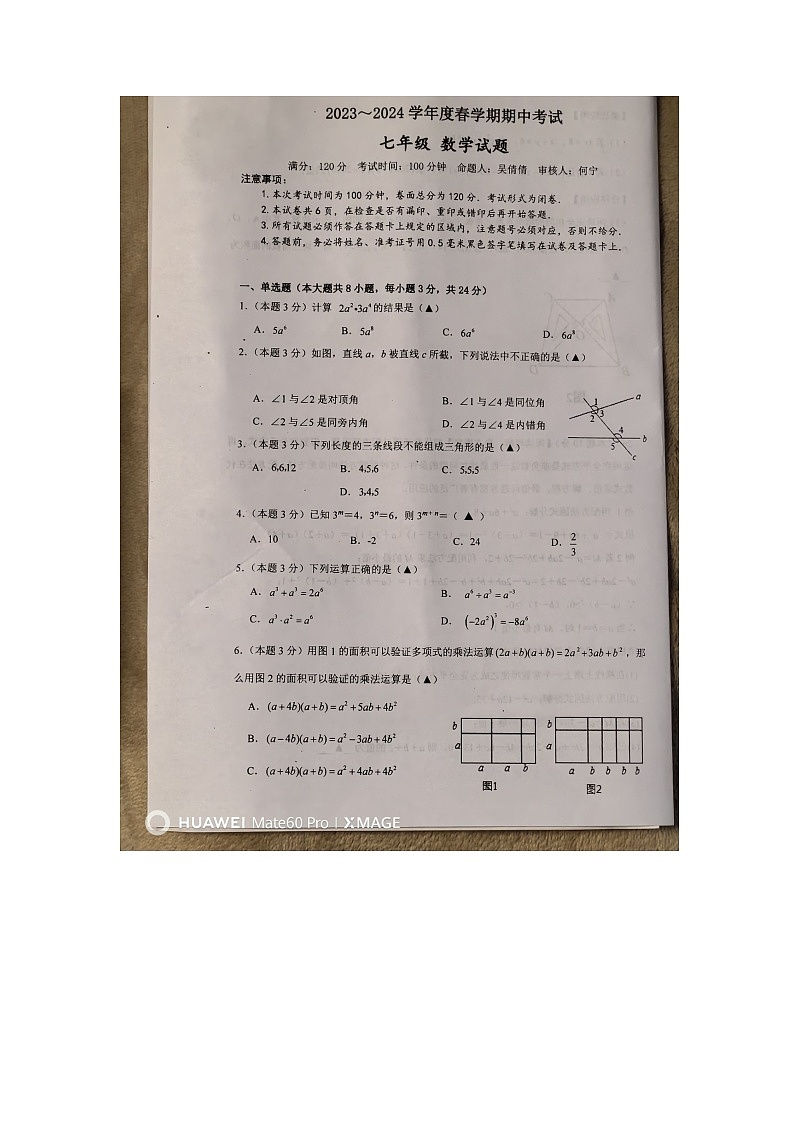 2023～2024 学年度春学期期中考试
七年级 数学试题
满分：120 分 考试时间：100 分钟 命题人：吴倩倩 审核人：何宁
注意事项：
1. 本次考试时间为 100 分钟，卷面总分为 120 分．考试形式为闭卷．
2. 本试卷共 6 页，在检查是否有漏印、重印或错印后再开始答题．
3. 所有试题必须作答在答题卡上规定的区域内，注意题号必须对应，否则不给分．
4. 答题前，务必将姓名、准考证号用 0.5 毫米黑色签字笔填写在试卷及答题卡上．
一、单选题（本大题共 8 小题，每小题 3 分，共 24 分）
1.（本题 3 分）计算 2a²•3a⁴的结果是（▲）
A．5a⁶ B．5a⁸ C．6a⁶ D．6a⁸
2.（本题 3 分）如图，直线 a，b 被直线 c 所截，下列说法中不正确的是（▲）
A．∠1 与∠2 是对顶角 B．∠1 与∠4 是同位角
C．∠2 与∠5 是同旁内角 D．∠2 与∠4 是内错角
1 2 3 4 5 a b c
3.（本题 3 分）下列长度的三条线段不能组成三角形的是（▲）
A．6,6,12 B．4,5,6 C．5,5,5
D．3,4,5
4.（本题 3 分）已知 3ᵐ＝4，3ⁿ＝6，则 3ᵐ⁺ⁿ＝（ ▲ ）
A．10 B．-2 C．24 D．2/3
5.（本题 3 分）下列运算正确的是（▲）
A．a³+a³=2a⁶ B．a⁶÷a³=a⁻³
C．a³·a²=a⁶ D．(-2a²)³=-8a⁶
6.（本题 3 分）用图 1 的面积可以验证多项式的乘法运算(2a+b)(a+b)=2a²+3ab+b²，那
么用图 2 的面积可以验证的乘法运算是（▲）
A．(a+4b)(a+b)=a²+5ab+4b²
B．(a-4b)(a+b)=a²-3ab+4b²
C．(a+4b)(a+b)=a²+4ab+4b²
b a a a b
图1
b a a b b b b
图2
HUAWEI Mate60 Pro | XMAGE